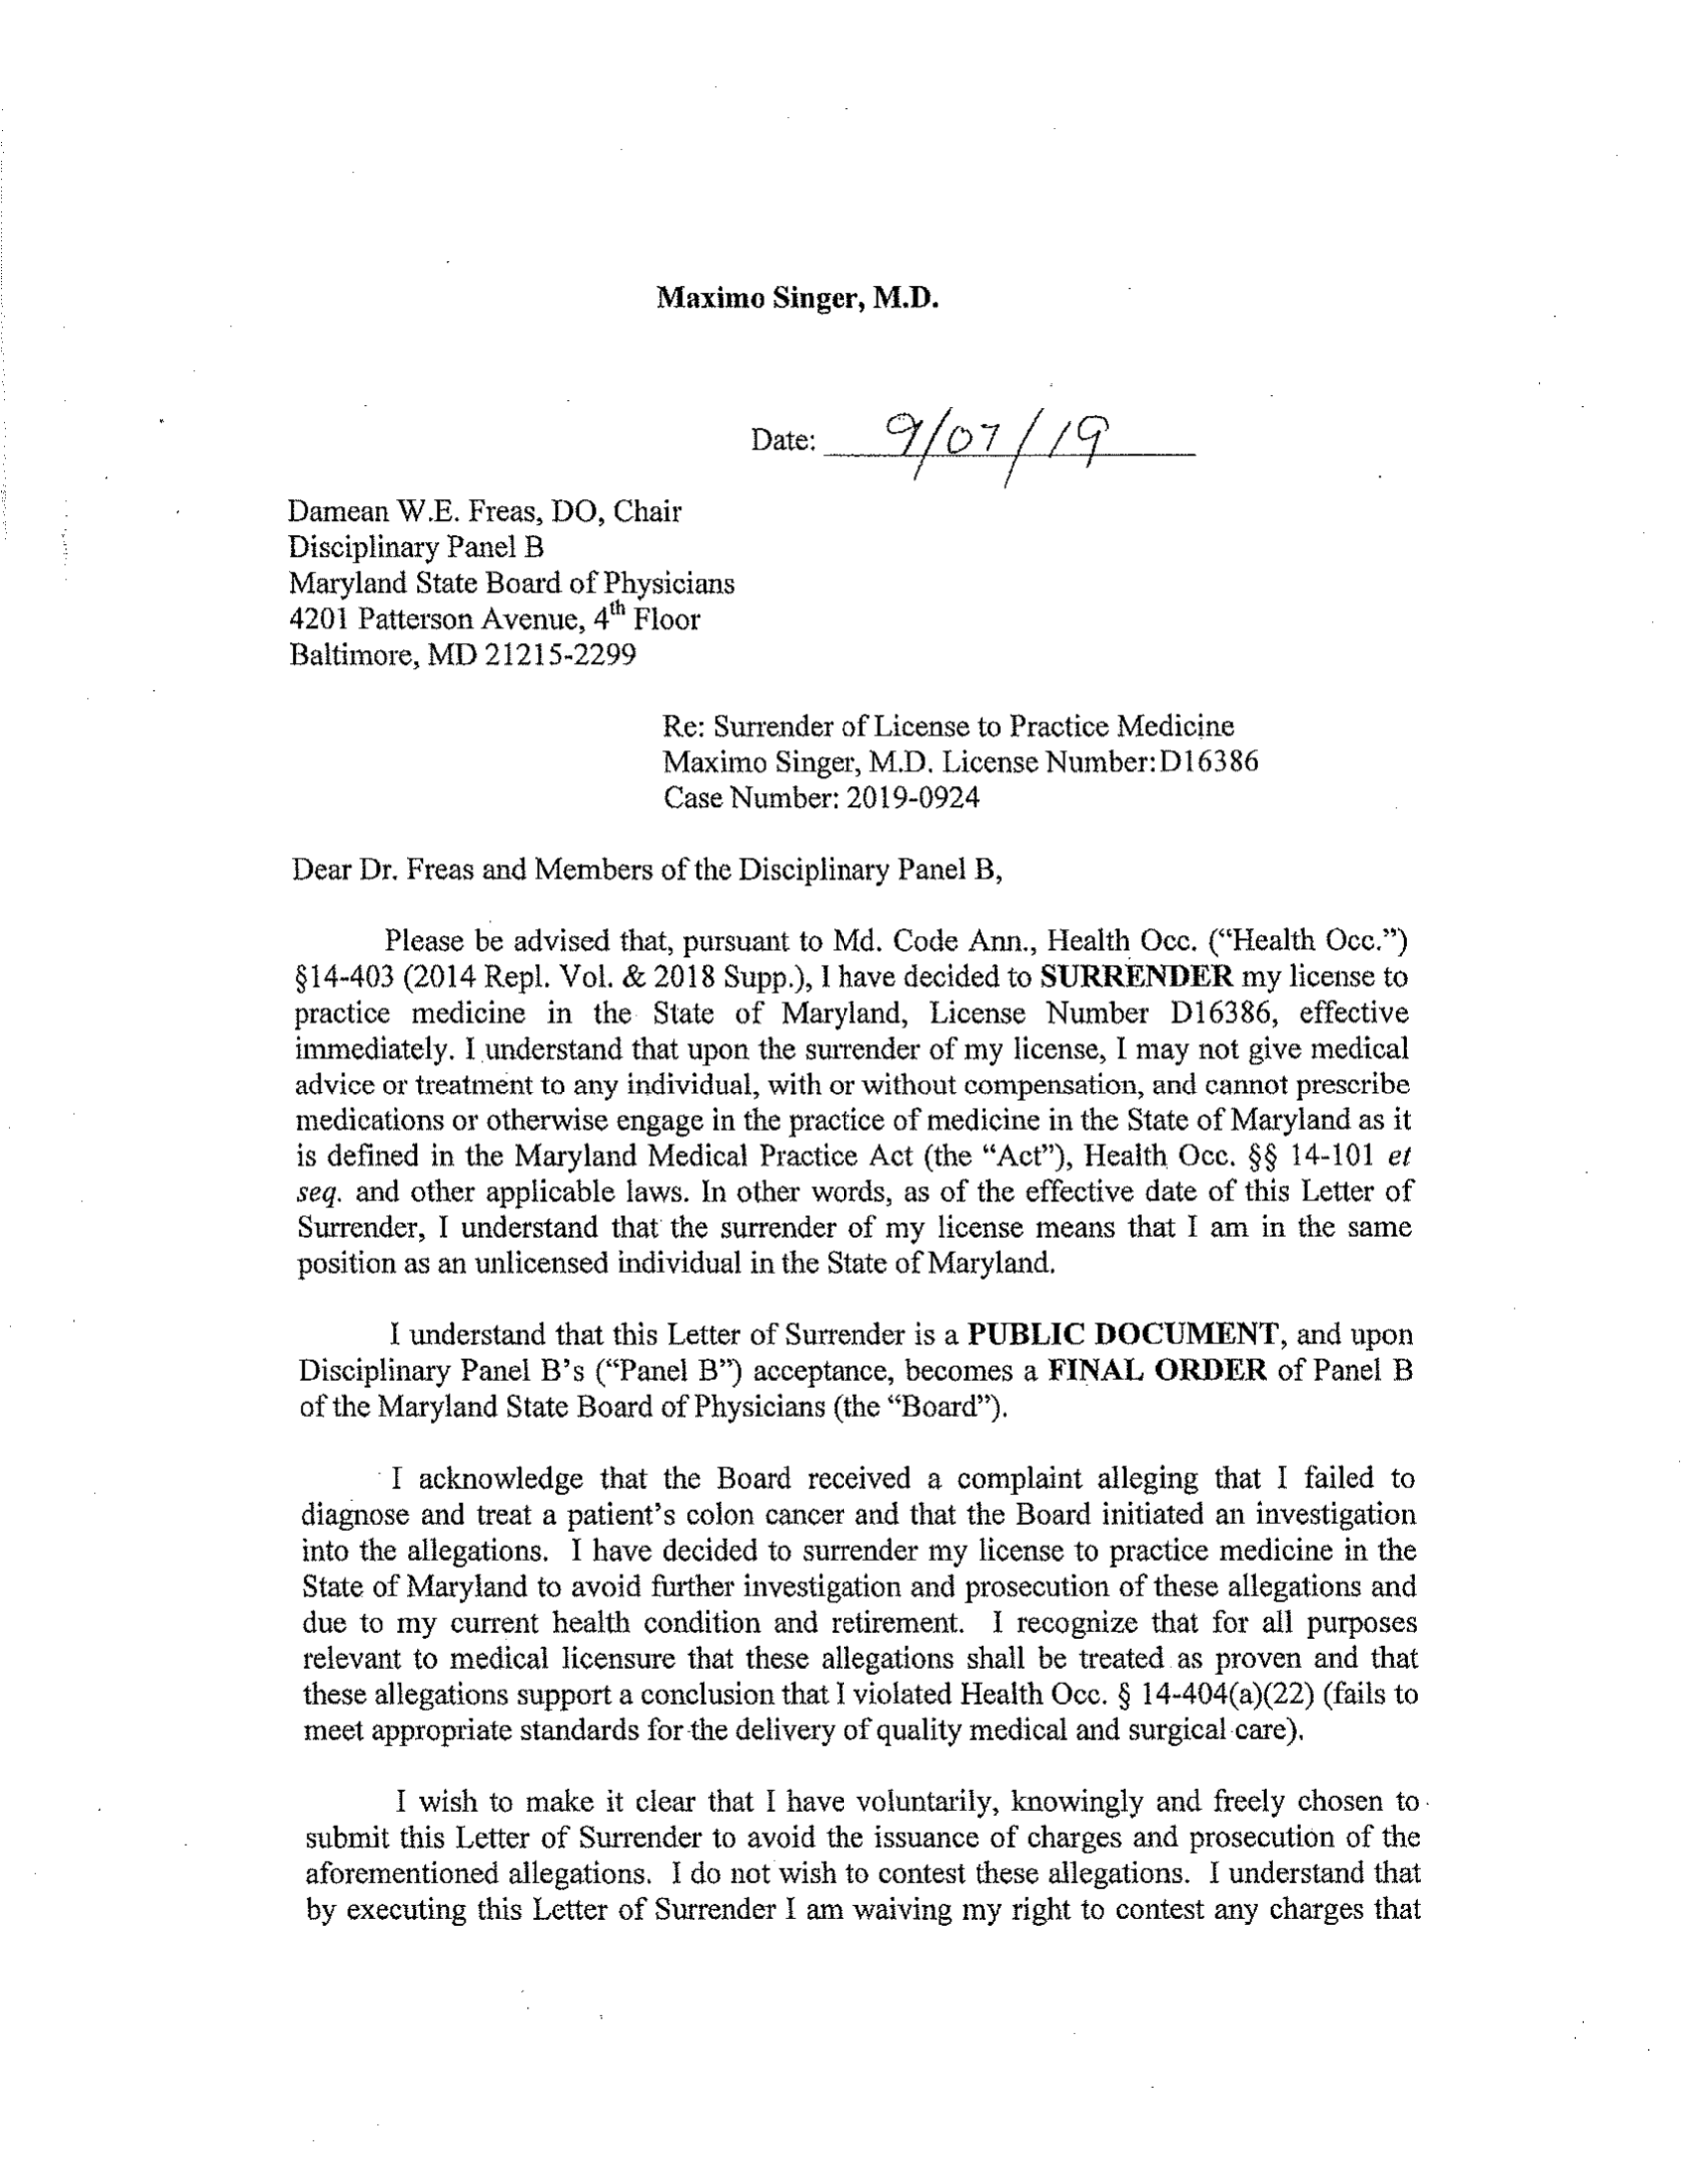 Maximo Singer, M.D.
Date: 9/07/19
Damean W.E. Freas, DO, Chair
Disciplinary Panel B
Maryland State Board of Physicians
4201 Patterson Avenue, 4th Floor
Baltimore, MD 21215-2299
Re: Surrender of License to Practice Medicine
Maximo Singer, M.D. License Number: D16386
Case Number: 2019-0924
Dear Dr. Freas and Members of the Disciplinary Panel B,
Please be advised that, pursuant to Md. Code Ann., Health Occ. (“Health Occ.”)
§14-403 (2014 Repl. Vol. & 2018 Supp.), I have decided to SURRENDER my license to
practice medicine in the State of Maryland, License Number D16386, effective
immediately. I understand that upon the surrender of my license, I may not give medical
advice or treatment to any individual, with or without compensation, and cannot prescribe
medications or otherwise engage in the practice of medicine in the State of Maryland as it
is defined in the Maryland Medical Practice Act (the “Act”), Health Occ. §§ 14-101 et
seq. and other applicable laws. In other words, as of the effective date of this Letter of
Surrender, I understand that the surrender of my license means that I am in the same
position as an unlicensed individual in the State of Maryland.
I understand that this Letter of Surrender is a PUBLIC DOCUMENT, and upon
Disciplinary Panel B’s (“Panel B”) acceptance, becomes a FINAL ORDER of Panel B
of the Maryland State Board of Physicians (the “Board”).
I acknowledge that the Board received a complaint alleging that I failed to
diagnose and treat a patient’s colon cancer and that the Board initiated an investigation
into the allegations. I have decided to surrender my license to practice medicine in the
State of Maryland to avoid further investigation and prosecution of these allegations and
due to my current health condition and retirement. I recognize that for all purposes
relevant to medical licensure that these allegations shall be treated as proven and that
these allegations support a conclusion that I violated Health Occ. § 14-404(a)(22) (fails to
meet appropriate standards for the delivery of quality medical and surgical care).
I wish to make it clear that I have voluntarily, knowingly and freely chosen to
submit this Letter of Surrender to avoid the issuance of charges and prosecution of the
aforementioned allegations. I do not wish to contest these allegations. I understand that
by executing this Letter of Surrender I am waiving my right to contest any charges that